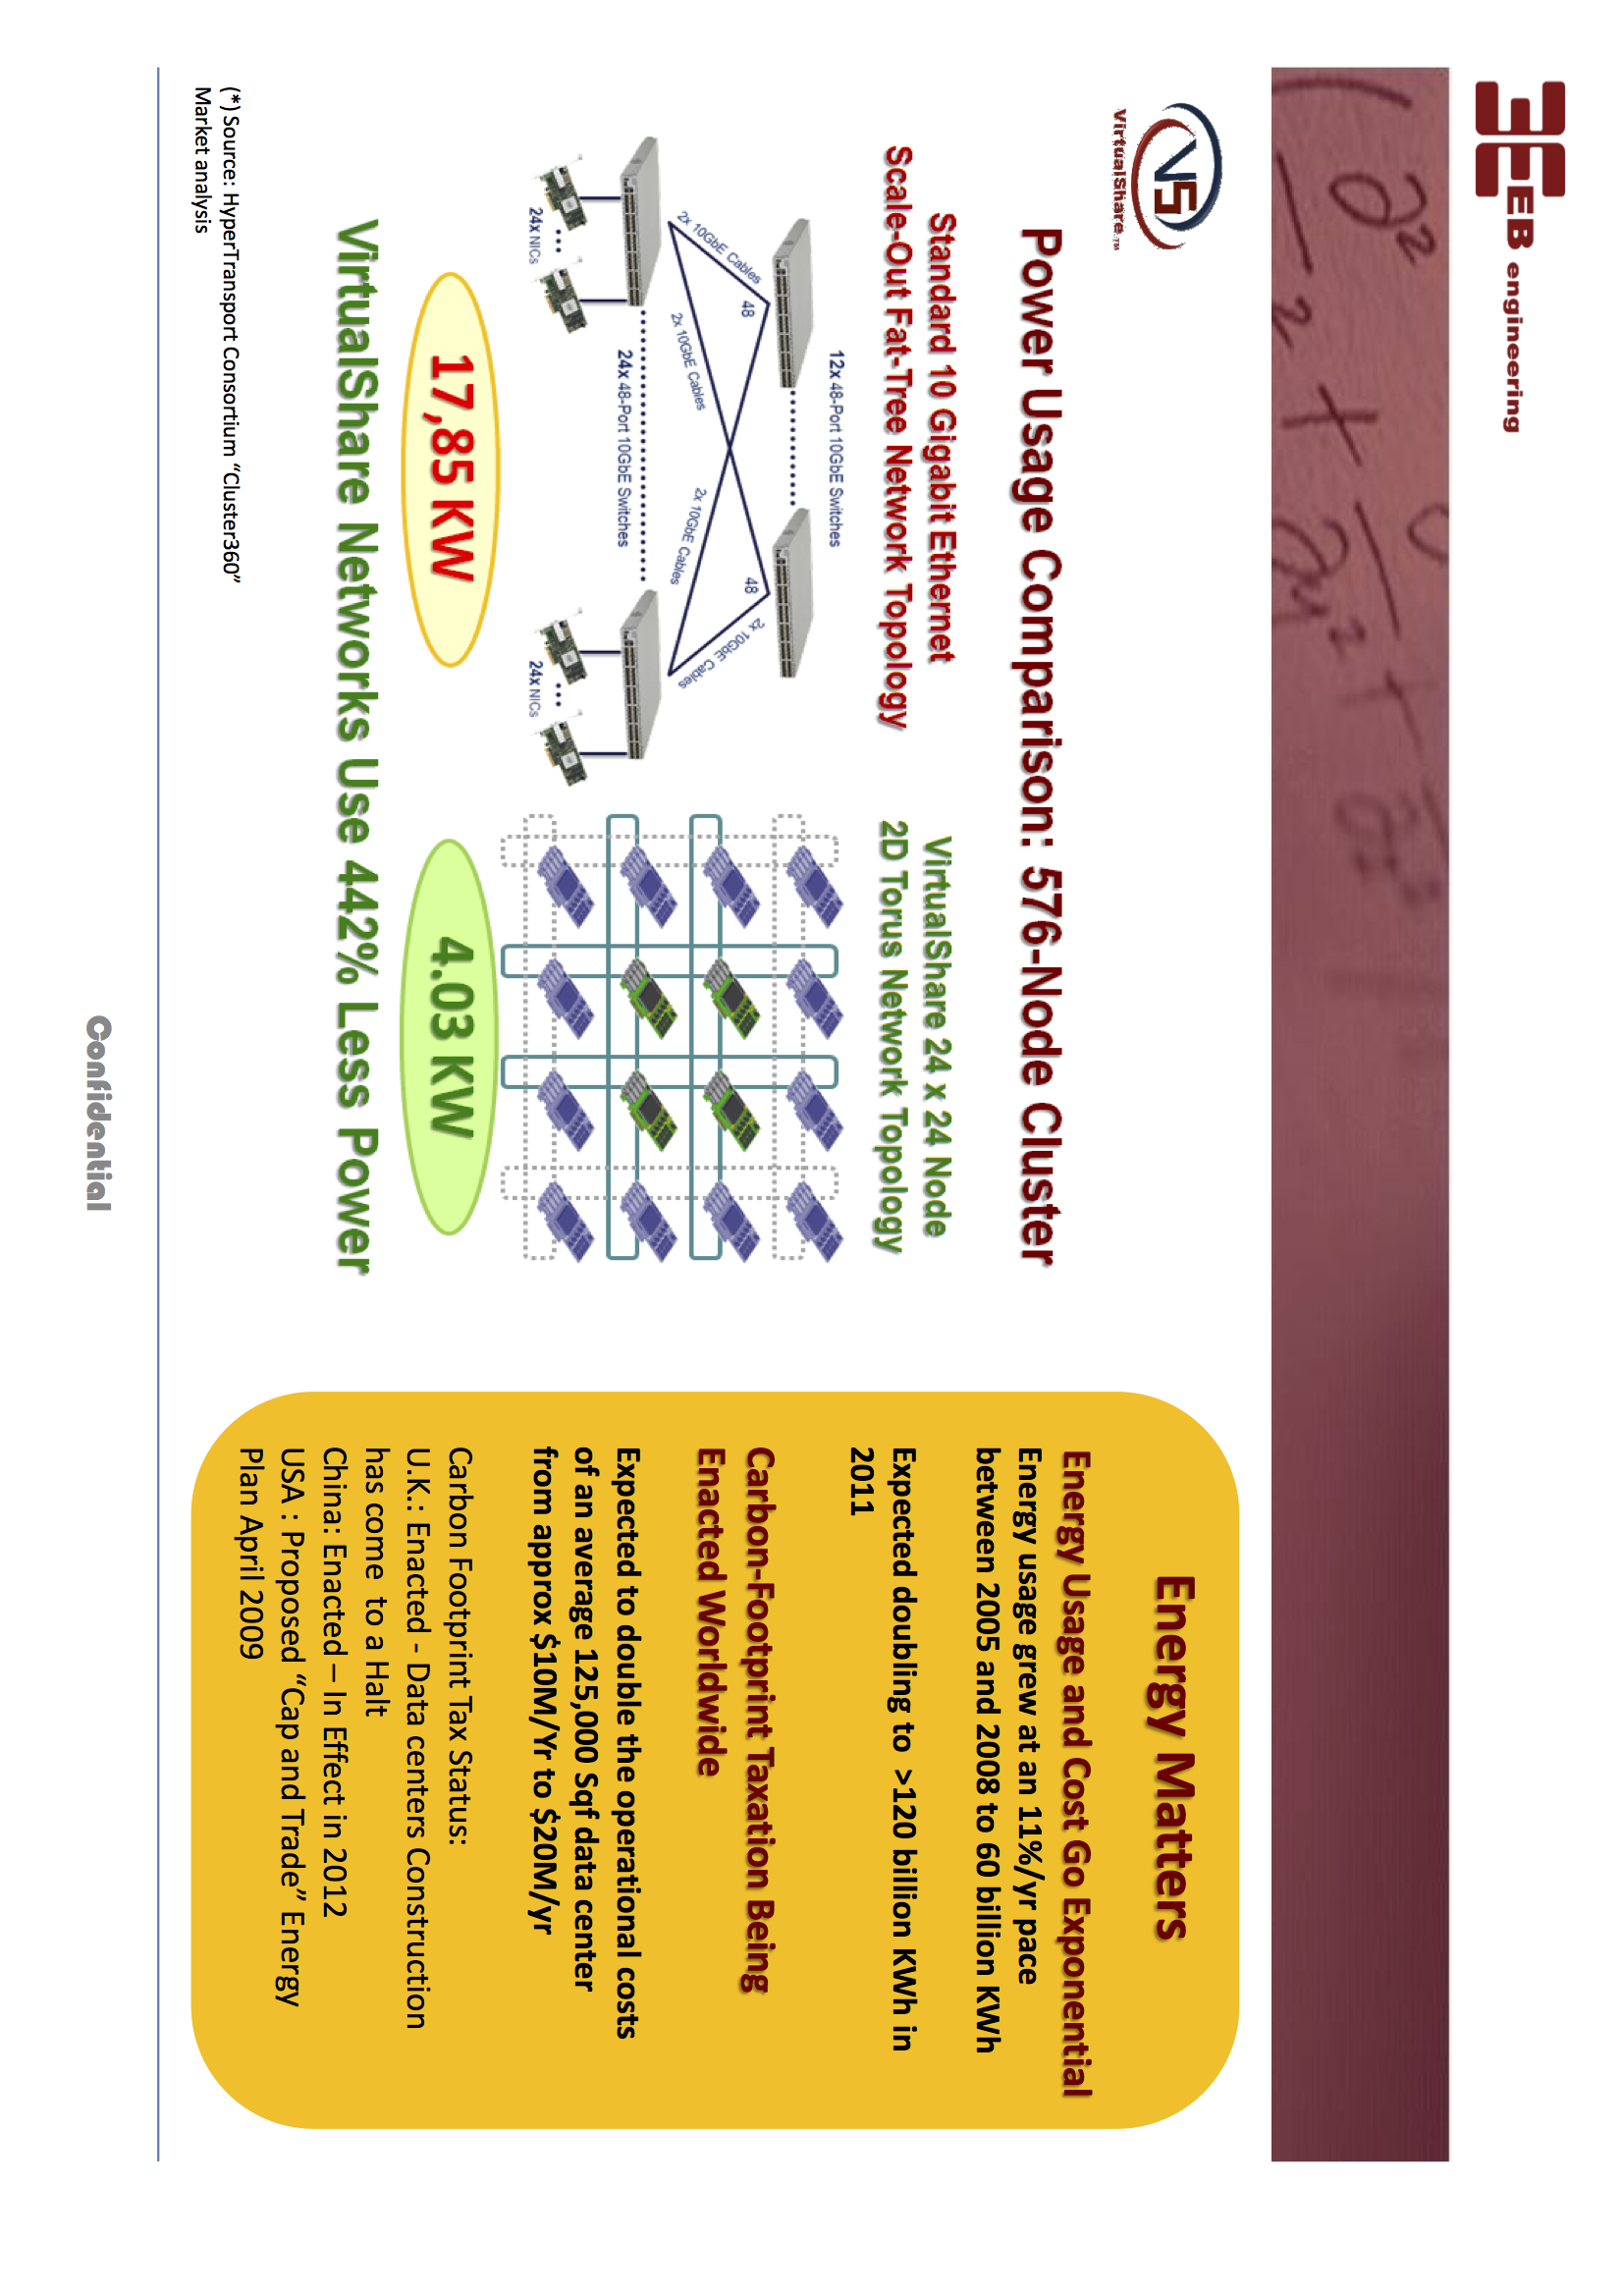 EB engineering
∂²
² + ∂y² +
VS
VirtualShare™
Power Usage Comparison: 576-Node Cluster
Standard 10 Gigabit Ethernet
Scale-Out Fat-Tree Network Topology
12x 48-Port 10GbE Switches
48
48
2x 10GbE Cables
2x 10GbE Cables
2x 10GbE Cables
2x 10GbE Cables
24x 48-Port 10GbE Switches
24x NICs
24x NICs
17,85 KW
VirtualShare 24 x 24 Node
2D Torus Network Topology
4.03 KW
VirtualShare Networks Use 442% Less Power
(*) Source: HyperTransport Consortium “Cluster360”
Market analysis
Energy Matters
Energy Usage and Cost Go Exponential
Energy usage grew at an 11%/yr pace
between 2005 and 2008 to 60 billion KWh
Expected doubling to >120 billion KWh in
2011
Carbon-Footprint Taxation Being
Enacted Worldwide
Expected to double the operational costs
of an average 125,000 Sqf data center
from approx $10M/Yr to $20M/yr
Carbon Footprint Tax Status:
U.K.: Enacted - Data centers Construction
has come to a Halt
China: Enacted – In Effect in 2012
USA : Proposed “Cap and Trade” Energy
Plan April 2009
Confidential